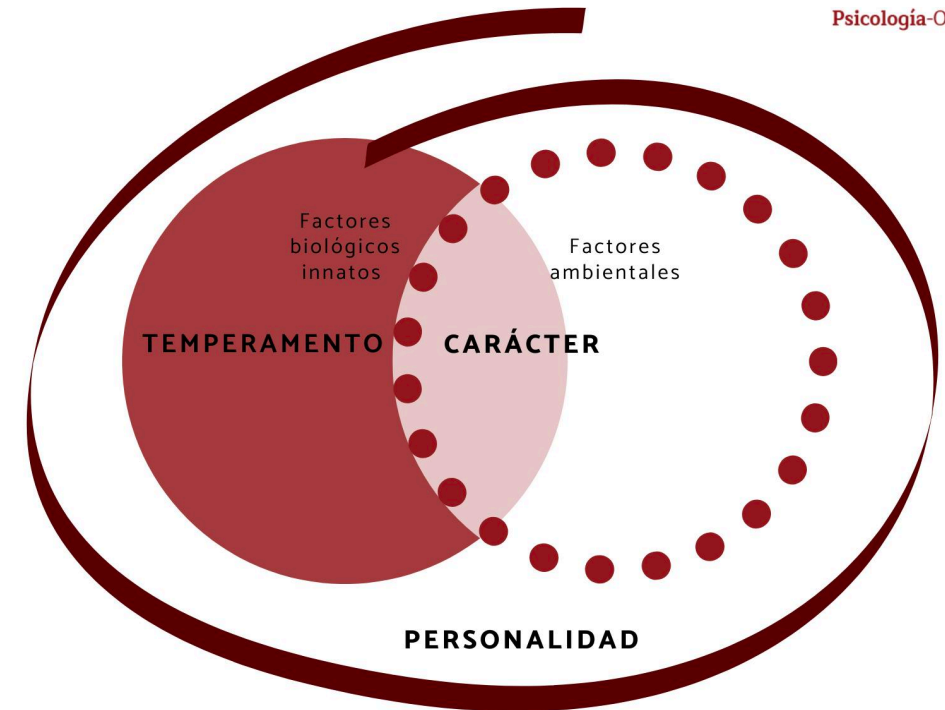 Psicología-O
Factores
biológicos
innatos
Factores
ambientales
TEMPERAMENTO
CARÁCTER
PERSONALIDAD